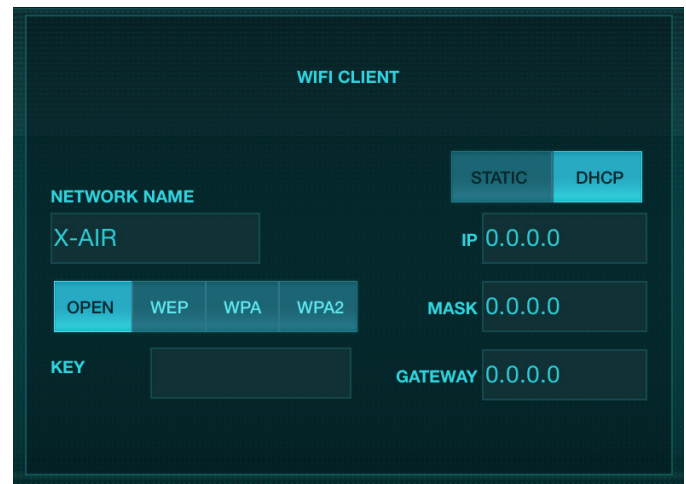 WIFI CLIENT
STATIC DHCP
NETWORK NAME
X-AIR
IP 0.0.0.0
OPEN WEP WPA WPA2
MASK 0.0.0.0
KEY
GATEWAY 0.0.0.0